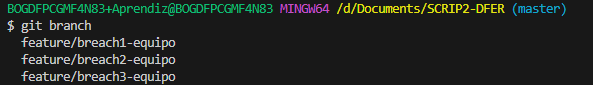 BOGDFPCGMF4N83+Aprendiz@BOGDFPCGMF4N83 MINGW64 /d/Documents/SCRIP2-DFER (master)
$ git branch
feature/breach1-equipo
feature/breach2-equipo
feature/breach3-equipo